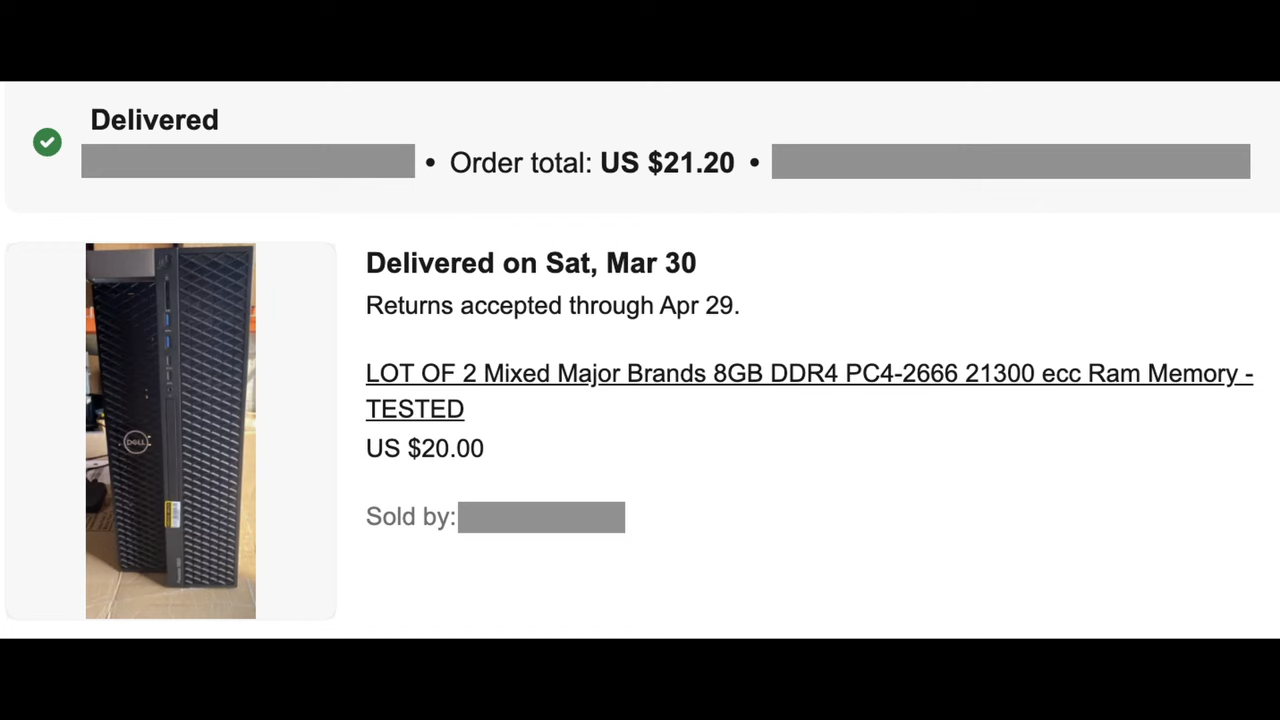 Delivered
• Order total: US $21.20 •
Delivered on Sat, Mar 30
Returns accepted through Apr 29.
LOT OF 2 Mixed Major Brands 8GB DDR4 PC4-2666 21300 ecc Ram Memory -
TESTED
US $20.00
Sold by:
DELL